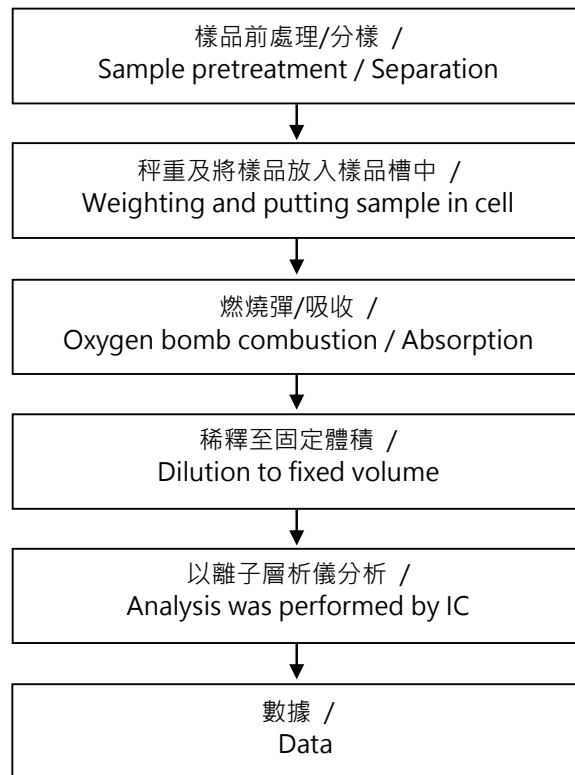 樣品前處理/分樣 /
Sample pretreatment / Separation
秤重及將樣品放入樣品槽中 /
Weighting and putting sample in cell
燃燒彈/吸收 /
Oxygen bomb combustion / Absorption
稀釋至固定體積 /
Dilution to fixed volume
以離子層析儀分析 /
Analysis was performed by IC
數據 /
Data